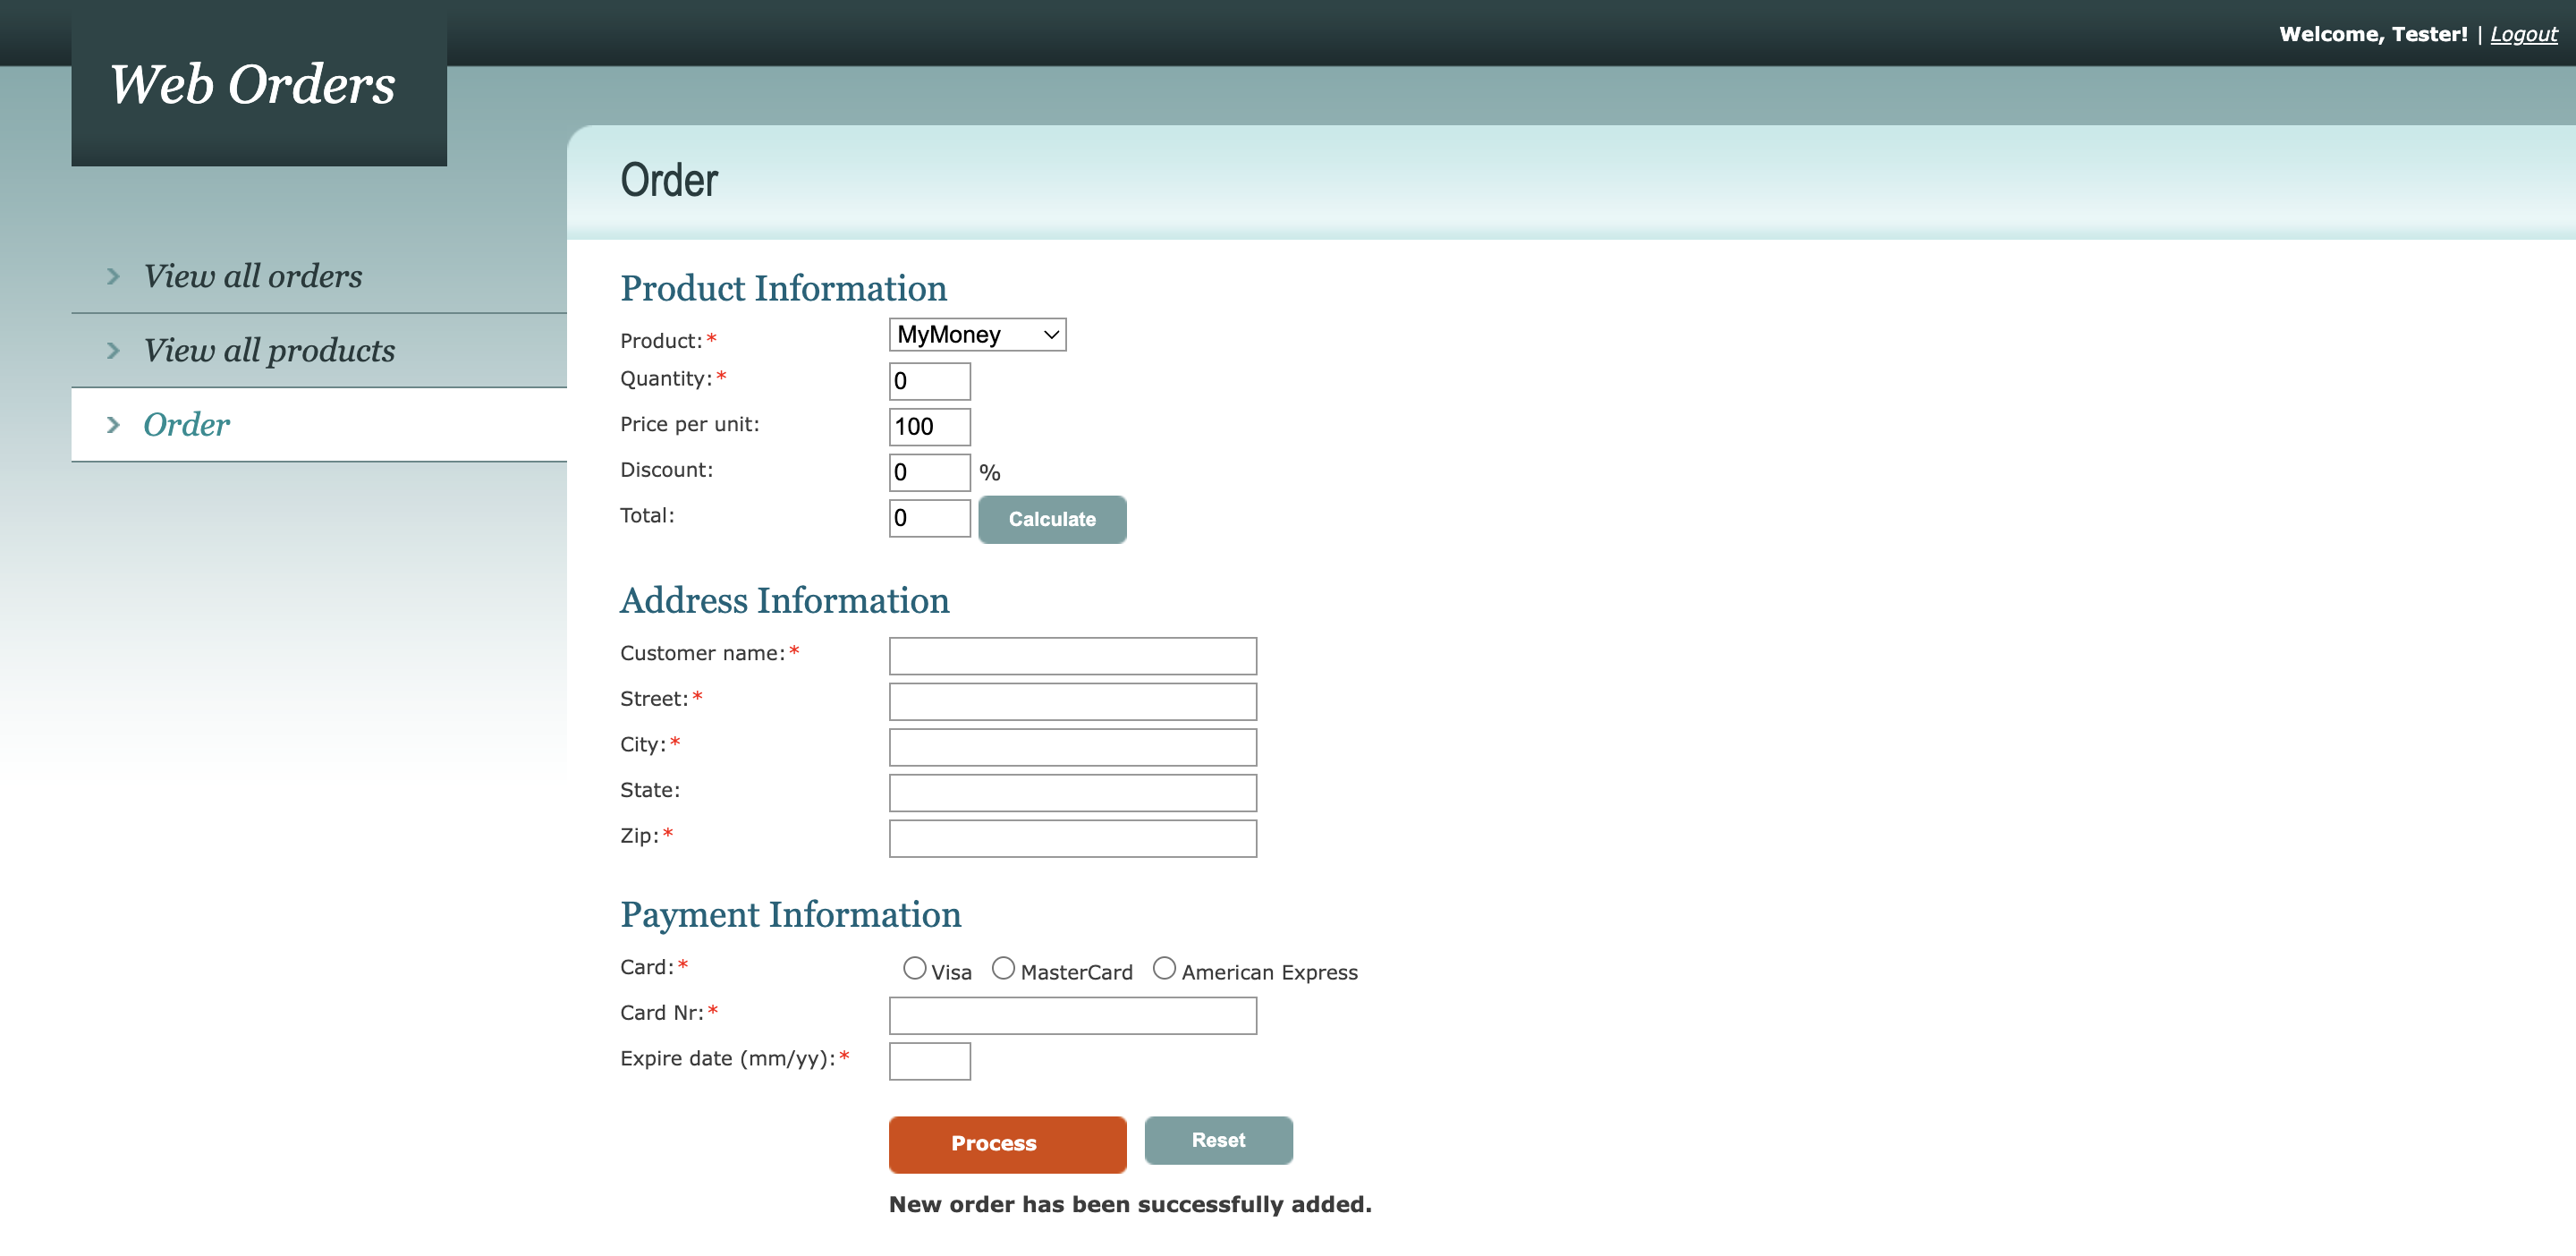 Welcome, Tester! | Logout
Web Orders
View all orders
View all products
Order
Order
Product Information
Product:* MyMoney
Quantity:* 0
Price per unit: 100
Discount: 0 %
Total: 0 Calculate
Address Information
Customer name:*
Street:*
City:*
State:
Zip:*
Payment Information
Card:* Visa MasterCard American Express
Card Nr:*
Expire date (mm/yy):*
Process Reset
New order has been successfully added.